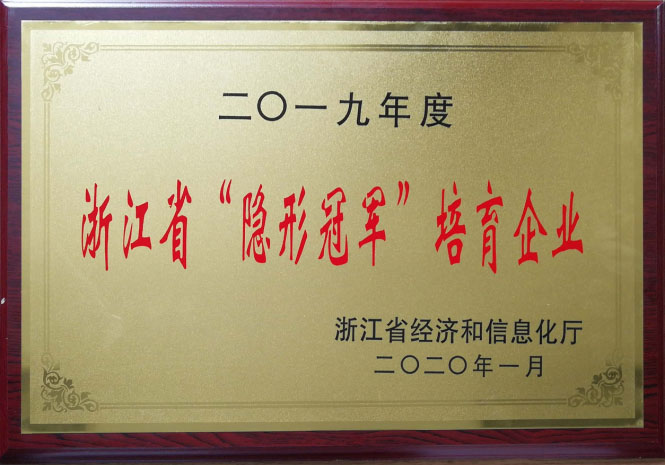 二〇一九年度
浙江省“隐形冠军”培育企业
浙江省经济和信息化厅
二〇二〇年一月